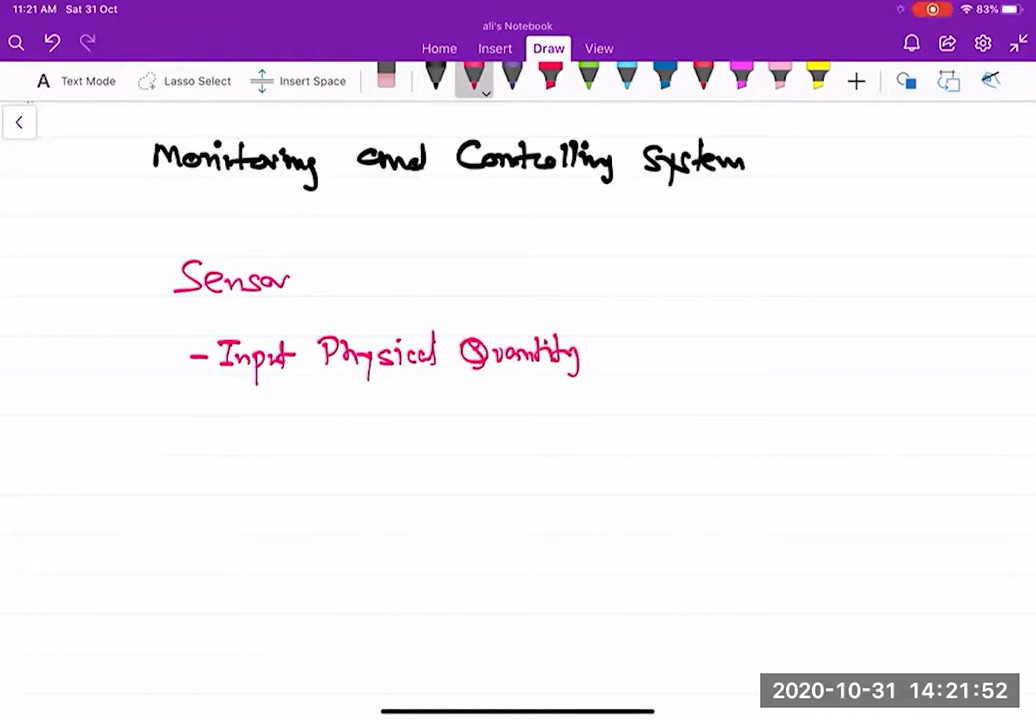 11:21 AM Sat 31 Oct 83%
ali's Notebook
Home Insert Draw View
A Text Mode Lasso Select Insert Space
Monitoring and Controlling System
Sensor
- Input Physical Quantity
2020-10-31 14:21:52